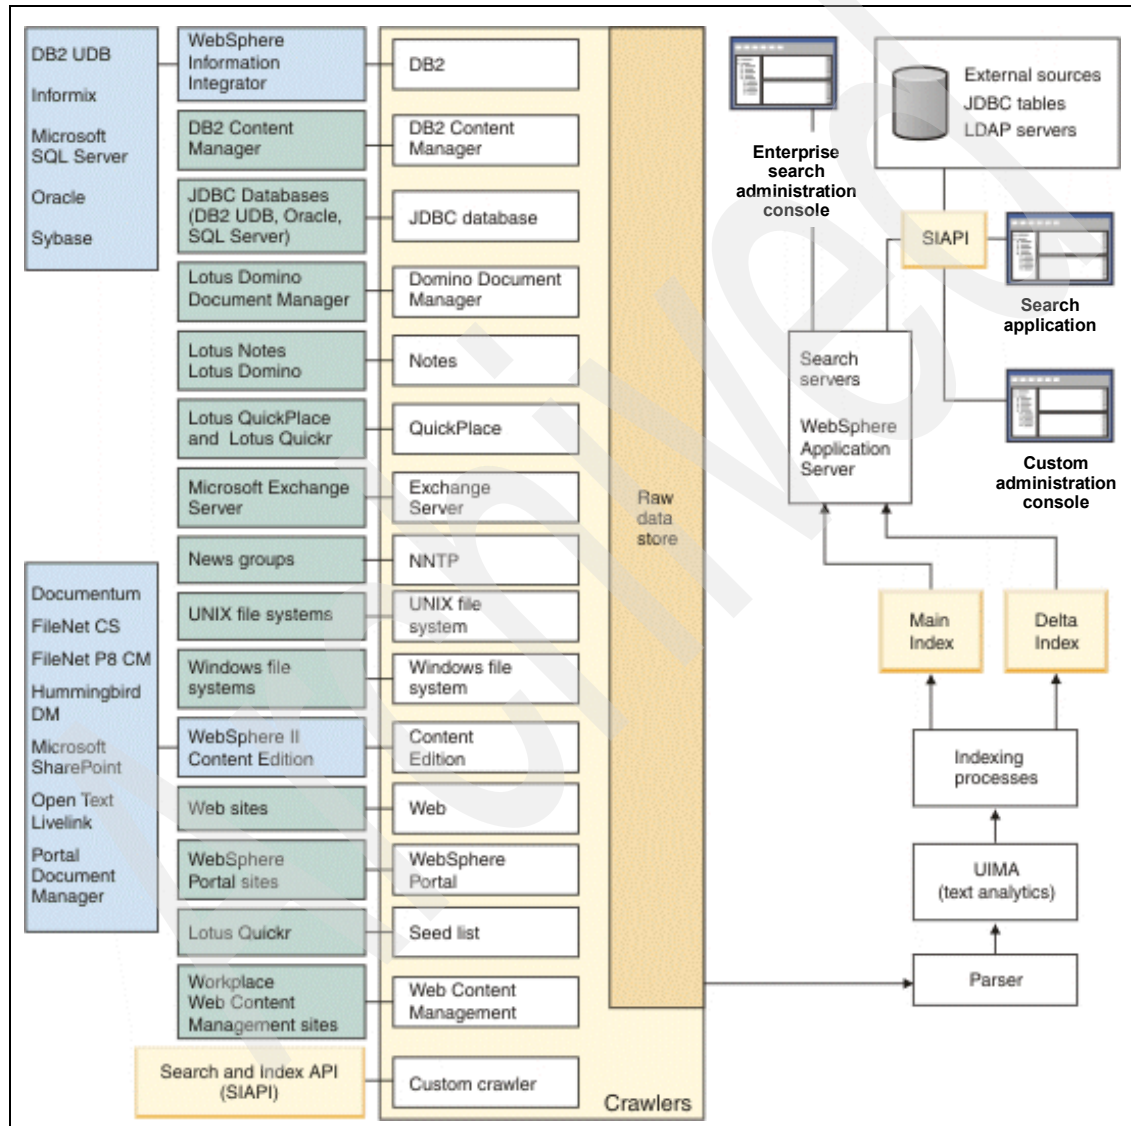 DB2 UDB
Informix
Microsoft
SQL Server
Oracle
Sybase
WebSphere
Information
Integrator
DB2
DB2 Content
Manager
DB2 Content
Manager
JDBC Databases
(DB2 UDB, Oracle,
SQL Server)
JDBC database
Lotus Domino
Document Manager
Domino Document
Manager
Lotus Notes
Lotus Domino
Notes
Lotus QuickPlace
and Lotus Quickr
QuickPlace
Microsoft Exchange
Server
Exchange
Server
News groups
NNTP
UNIX file systems
UNIX file
system
Windows file
systems
Windows file
system
Documentum
FileNet CS
FileNet P8 CM
Hummingbird
DM
Microsoft
SharePoint
Open Text
Livelink
Portal
Document
Manager
WebSphere II
Content Edition
Content
Edition
Web sites
Web
WebSphere
Portal sites
WebSphere
Portal
Lotus Quickr
Seed list
Workplace
Web Content
Management sites
Web Content
Management
Search and Index API
(SIAPI)
Custom crawler
Crawlers
Raw
data
store
Enterprise
search
administration
console
External sources
JDBC tables
LDAP servers
SIAPI
Search
application
Search
servers
WebSphere
Application
Server
Custom
administration
console
Main
Index
Delta
Index
Indexing
processes
UIMA
(text analytics)
Parser
Archived